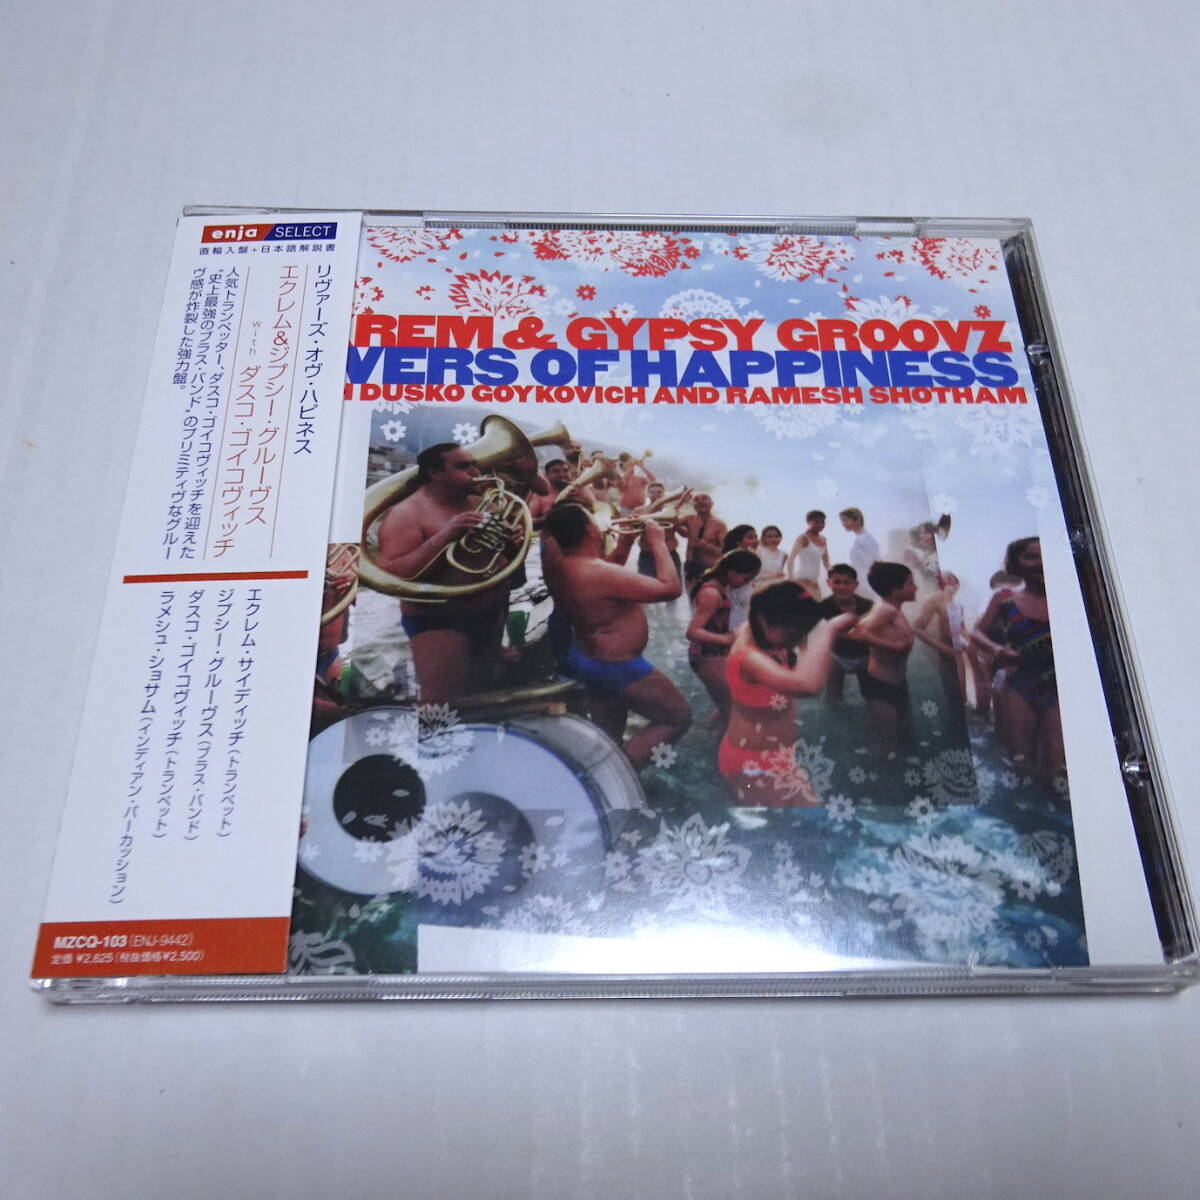 enja SELECT
直輸入盤+日本語解説書
リヴァーズ・オヴ・ハピネス
エクレム&ジプシー・グルーヴス
with ダスコ・ゴイコヴィッチ
人気トランペッター、ダスコ・ゴイコヴィッチを迎えた
"史上最強のブラス・バンド"のプリミティヴなグルー
ヴ感が炸裂した強力盤。
エクレム・サイディッチ(トランペット)
ジプシー・グルーヴス(ブラス・バンド)
ダスコ・ゴイコヴィッチ(トランペット)
ラメシュ・ショサム(インディアン・パーカッション)
MZCQ-103(ENJ-9442)
定価 ¥2,625(税抜価格¥2,500)
REM & GYPSY GROOVZ
VERS OF HAPPINESS
H DUSKO GOYKOVICH AND RAMESH SHOTHAM